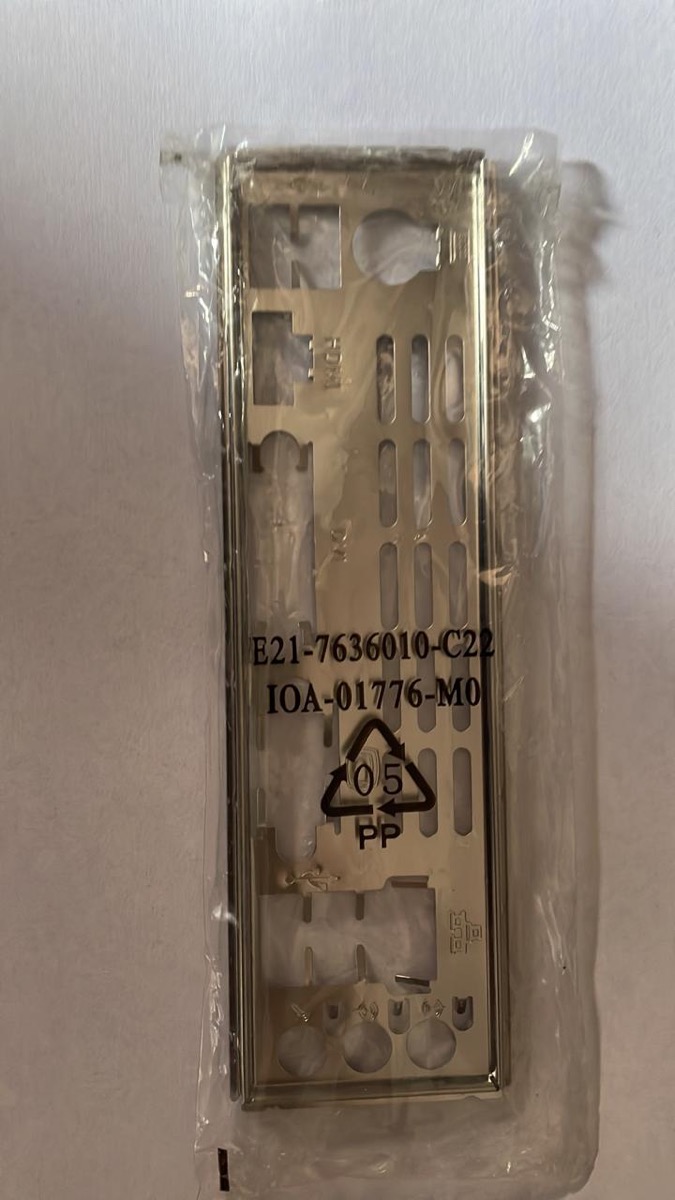 HDMI
DVI
E21-7636010-C22
IOA-01776-M0
05
PP